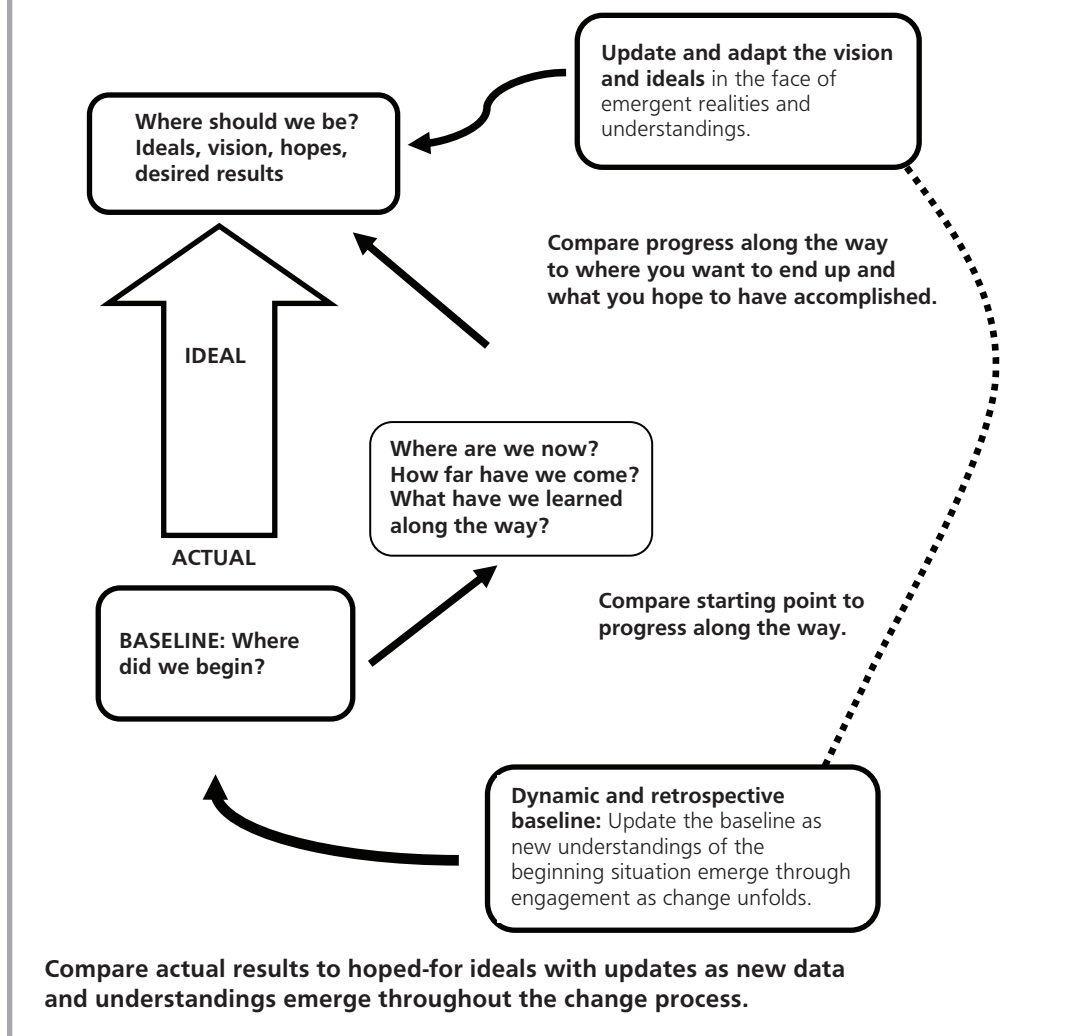 Update and adapt the vision
and ideals in the face of
emergent realities and
understandings.
Where should we be?
Ideals, vision, hopes,
desired results
Compare progress along the way
to where you want to end up and
what you hope to have accomplished.
IDEAL
Where are we now?
How far have we come?
What have we learned
along the way?
ACTUAL
Compare starting point to
progress along the way.
BASELINE: Where
did we begin?
Dynamic and retrospective
baseline: Update the baseline as
new understandings of the
beginning situation emerge through
engagement as change unfolds.
Compare actual results to hoped-for ideals with updates as new data
and understandings emerge throughout the change process.